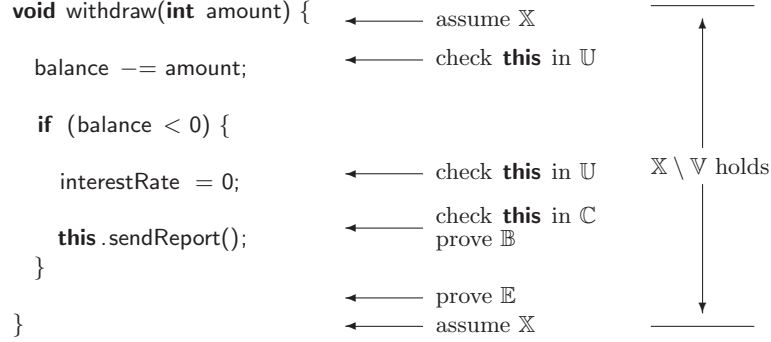 void withdraw(int amount) {
assume 𝕏
balance −= amount;
check this in 𝕌
if (balance < 0) {
interestRate = 0;
check this in 𝕌
𝕏 \ 𝕍 holds
this .sendReport();
check this in ℂ
prove 𝔹
}
prove 𝔼
}
assume 𝕏